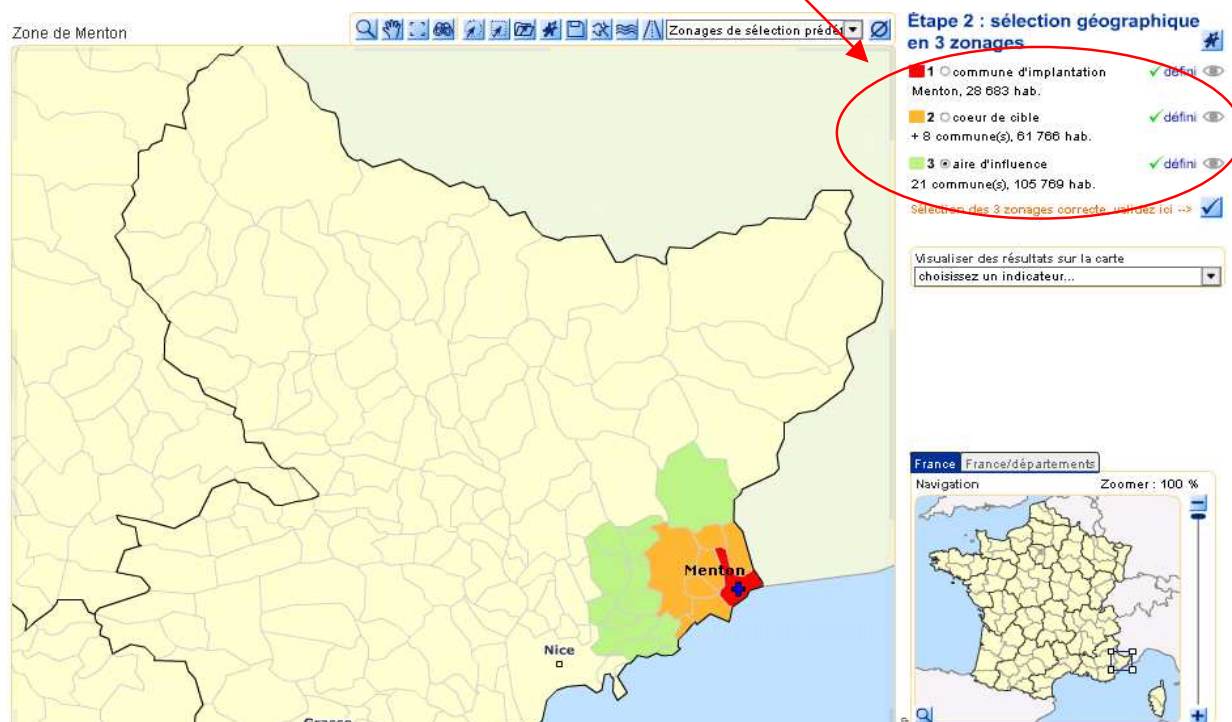 Zone de Menton
Zonages de sélection prédé
Étape 2 : sélection géographique
en 3 zonages
1 commune d'implantation défini
Menton, 28 683 hab.
2 coeur de cible défini
+ 8 commune(s), 61 766 hab.
3 aire d'influence défini
21 commune(s), 105 769 hab.
Sélection des 3 zonages correcte, validez ici -->
Visualiser des résultats sur la carte
choisissez un indicateur...
Menton
Nice
Grasse
France France/départements
Navigation Zoomer : 100 %